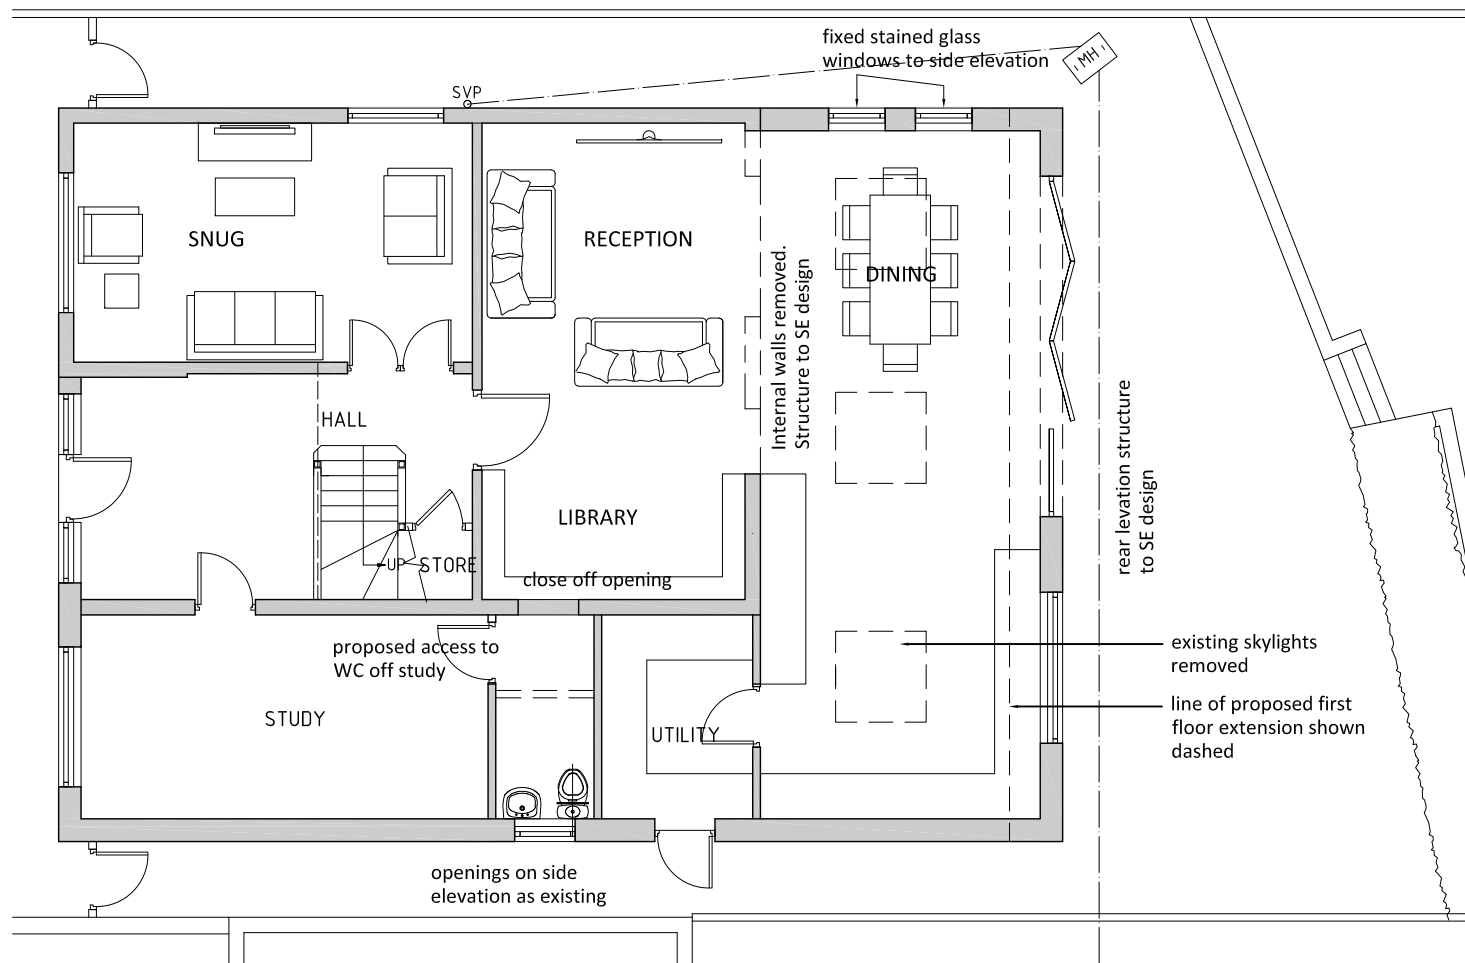 fixed stained glass
windows to side elevation
MH
SVP
SNUG
RECEPTION
DINING
Internal walls removed.
Structure to SE design
HALL
rear levation structure
to SE design
LIBRARY
UP
STORE
close off opening
proposed access to
WC off study
existing skylights
removed
STUDY
UTILITY
line of proposed first
floor extension shown
dashed
openings on side
elevation as existing